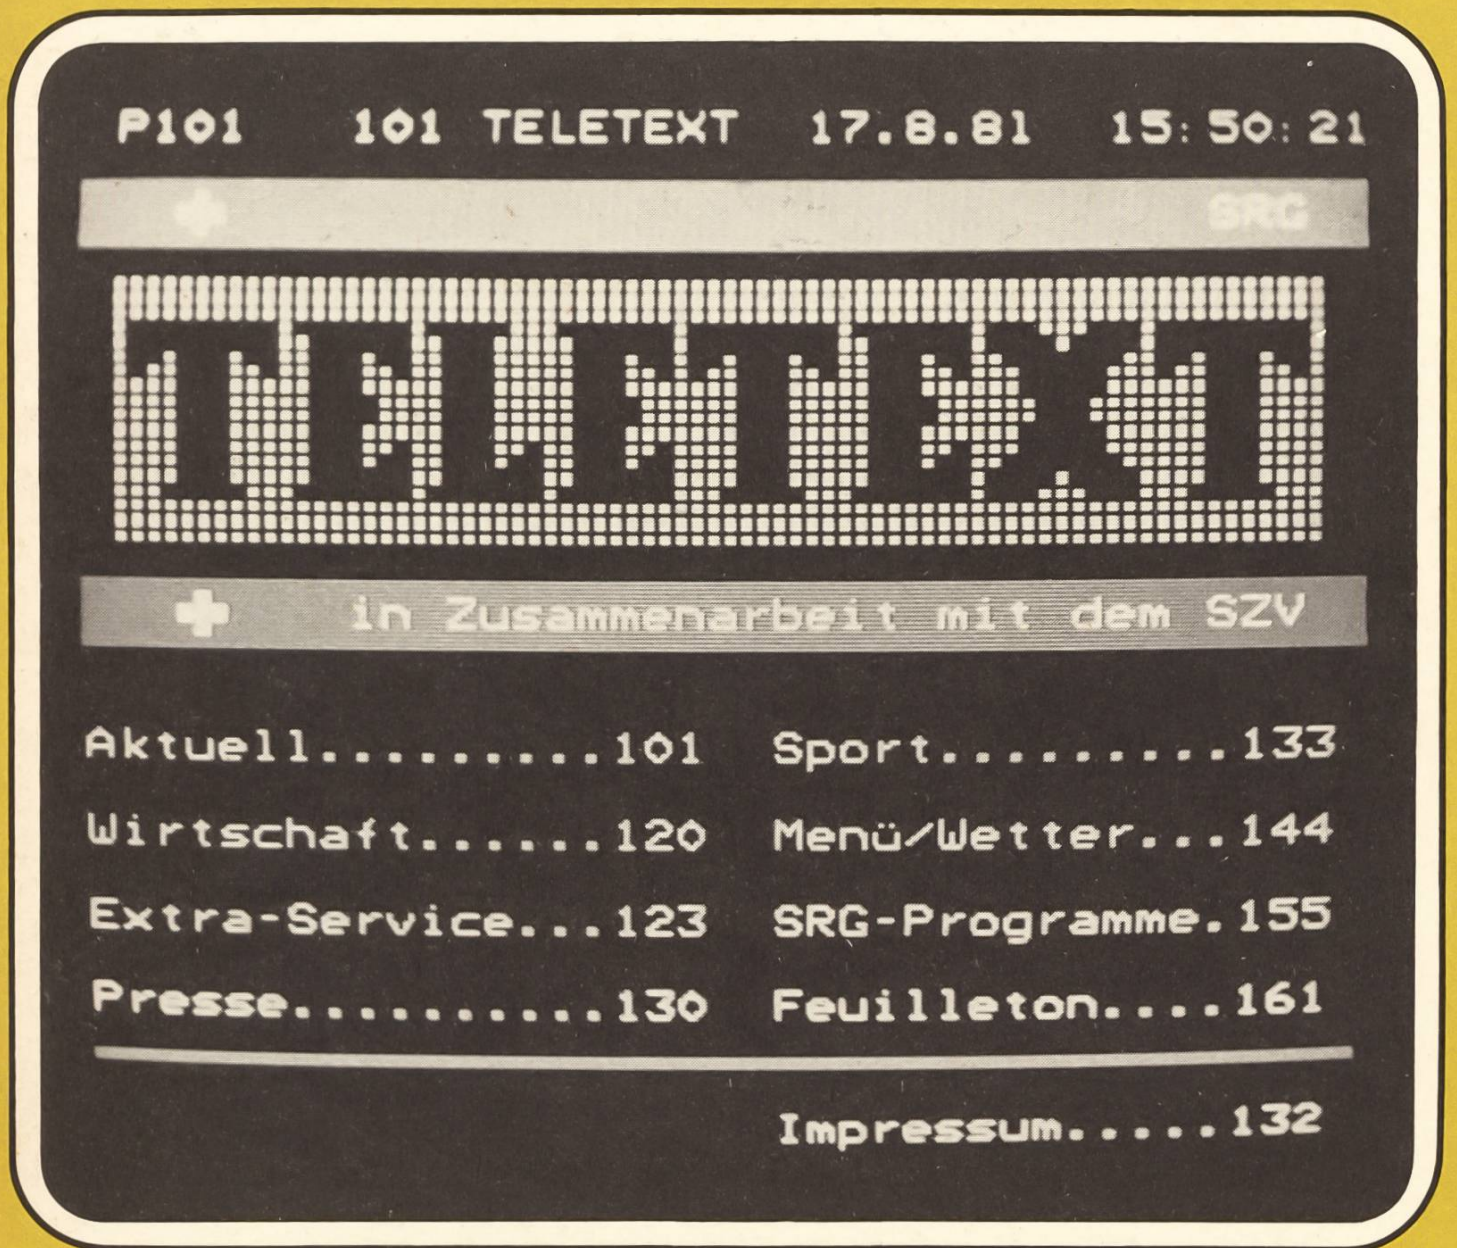 P101 101 TELETEXT 17.8.81 15:50:21
SRG
TELETEXT
in Zusammenarbeit mit dem SZV
Aktuell.........101 Sport..........133
Wirtschaft......120 Menü/Wetter...144
Extra-Service...123 SRG-Programme.155
Presse...........130 Feuilleton....161
Impressum.....132